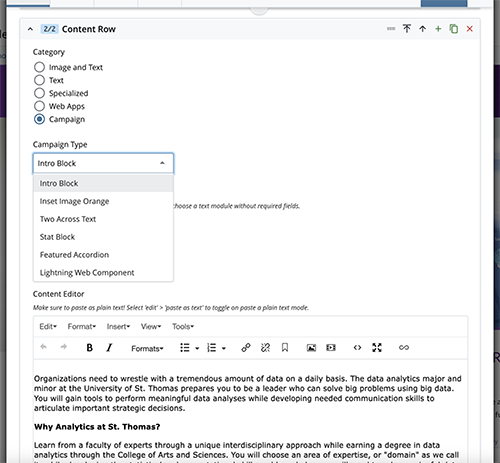 2/2 Content Row
Category
Image and Text
Text
Specialized
Web Apps
Campaign
Campaign Type
Intro Block
Intro Block
Inset Image Orange
choose a text module without required fields.
Two Across Text
Stat Block
Featured Accordion
Lightning Web Component
Content Editor
Make sure to paste as plain text! Select 'edit' > 'paste as text' to toggle on paste a plain text mode.
Edit Format Insert View Tools
B I Formats
Organizations need to wrestle with a tremendous amount of data on a daily basis. The data analytics major and
minor at the University of St. Thomas prepares you to be a leader who can solve big problems using big data.
You will gain tools to perform meaningful data analyses while developing needed communication skills to
articulate important strategic decisions.
Why Analytics at St. Thomas?
Learn from a faculty of experts through a unique interdisciplinary approach while earning a degree in data
analytics through the College of Arts and Sciences. You will choose an area of expertise, or "domain" as we call